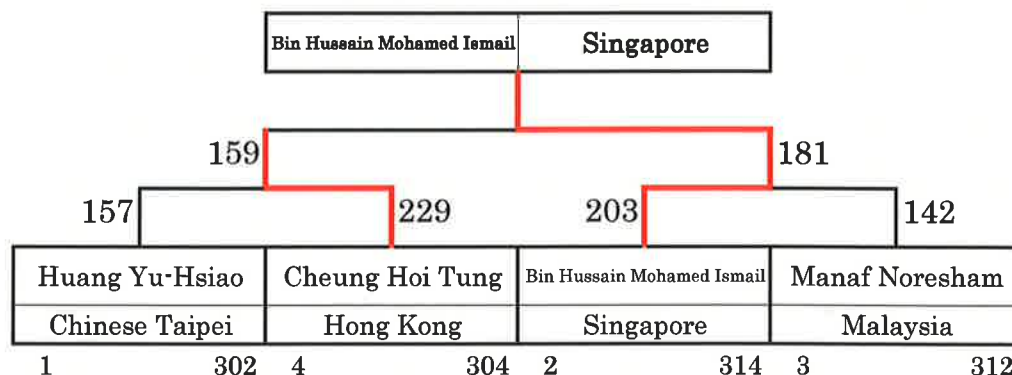 Bin Hussain Mohamed Ismail Singapore
159 181
157 229 203 142
Huang Yu-Hsiao Cheung Hoi Tung Bin Hussain Mohamed Ismail Manaf Noresham
Chinese Taipei Hong Kong Singapore Malaysia
1 302 4 304 2 314 3 312